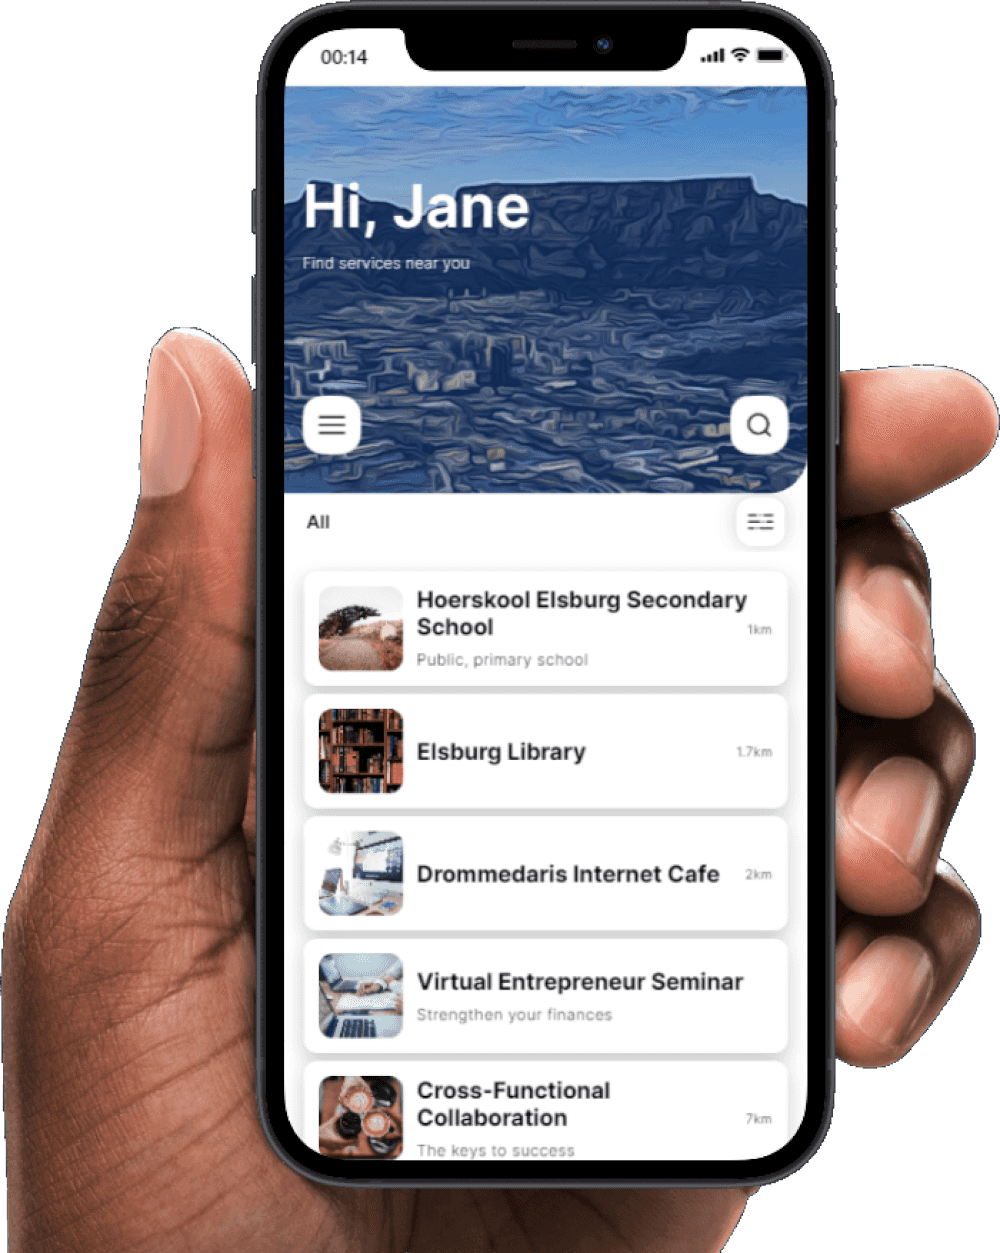 00:14
Hi, Jane
Find services near you
All
Hoerskool Elsburg Secondary
School
1km
Public, primary school
Elsburg Library
1.7km
Drommedaris Internet Cafe
2km
Virtual Entrepreneur Seminar
Strengthen your finances
Cross-Functional
Collaboration
7km
The keys to success